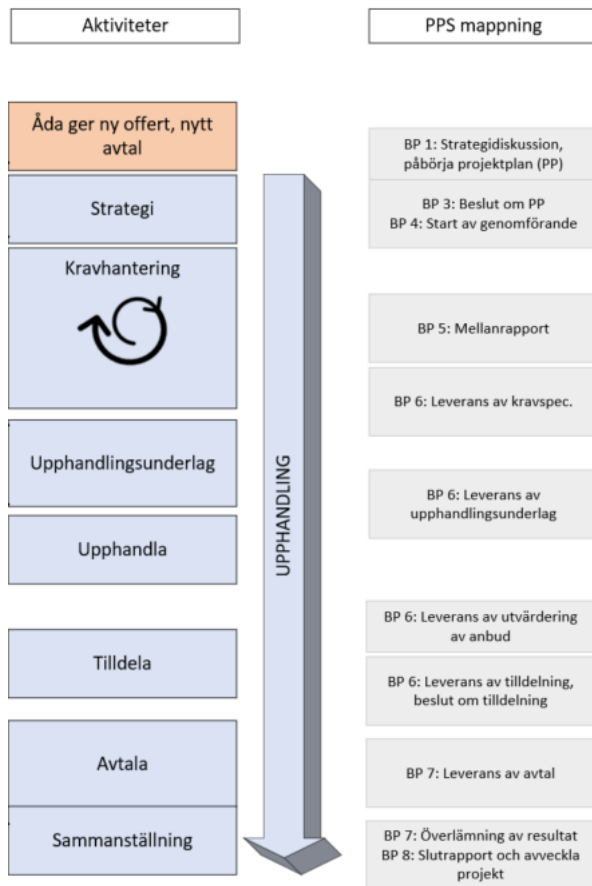 Aktiviteter
PPS mappning
Åda ger ny offert, nytt
avtal
Strategi
Kravhantering
Upphandlingsunderlag
Upphandla
Tilldela
Avtala
Sammanställning
UPPHANDLING
BP 1: Strategidiskussion,
påbörja projektplan (PP)
BP 3: Beslut om PP
BP 4: Start av genomförande
BP 5: Mellanrapport
BP 6: Leverans av kravspec.
BP 6: Leverans av
upphandlingsunderlag
BP 6: Leverans av utvärdering
av anbud
BP 6: Leverans av tilldelning,
beslut om tilldelning
BP 7: Leverans av avtal
BP 7: Överlämning av resultat
BP 8: Slutrapport och avveckla
projekt